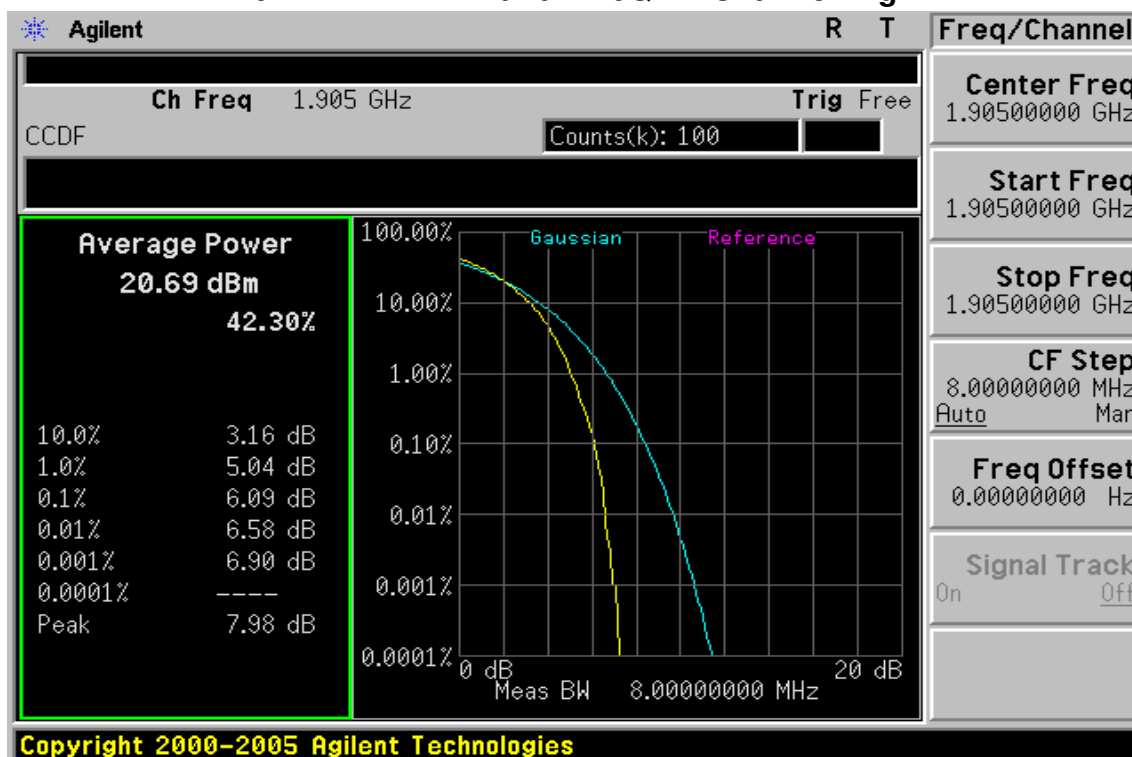 Agilent R T
Freq/Channel
Ch Freq 1.905 GHz Trig Free
CCDF Counts(k): 100
Average Power
20.69 dBm
42.30%
10.0% 3.16 dB
1.0% 5.04 dB
0.1% 6.09 dB
0.01% 6.58 dB
0.001% 6.90 dB
0.0001% ----
Peak 7.98 dB
Gaussian Reference
100.00%
10.00%
1.00%
0.10%
0.01%
0.001%
0.0001%
0 dB 20 dB
Meas BW 8.00000000 MHz
Center Freq
1.90500000 GHz
Start Freq
1.90500000 GHz
Stop Freq
1.90500000 GHz
CF Step
8.00000000 MHz
Auto Man
Freq Offset
0.00000000 Hz
Signal Track
On Off
Copyright 2000-2005 Agilent Technologies